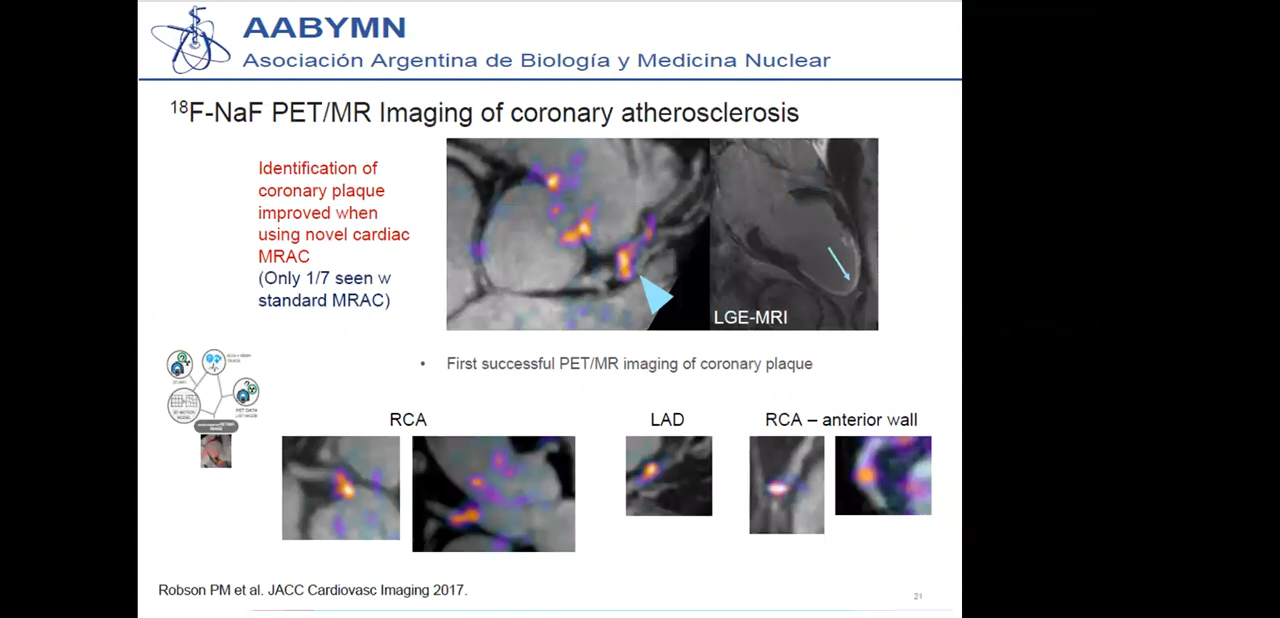 AABYMN
Asociación Argentina de Biología y Medicina Nuclear
18F-NaF PET/MR Imaging of coronary atherosclerosis
Identification of
coronary plaque
improved when
using novel cardiac
MRAC
(Only 1/7 seen w
standard MRAC)
LGE-MRI
• First successful PET/MR imaging of coronary plaque
PET DATA
RCA
LAD
RCA – anterior wall
Robson PM et al. JACC Cardiovasc Imaging 2017.
21